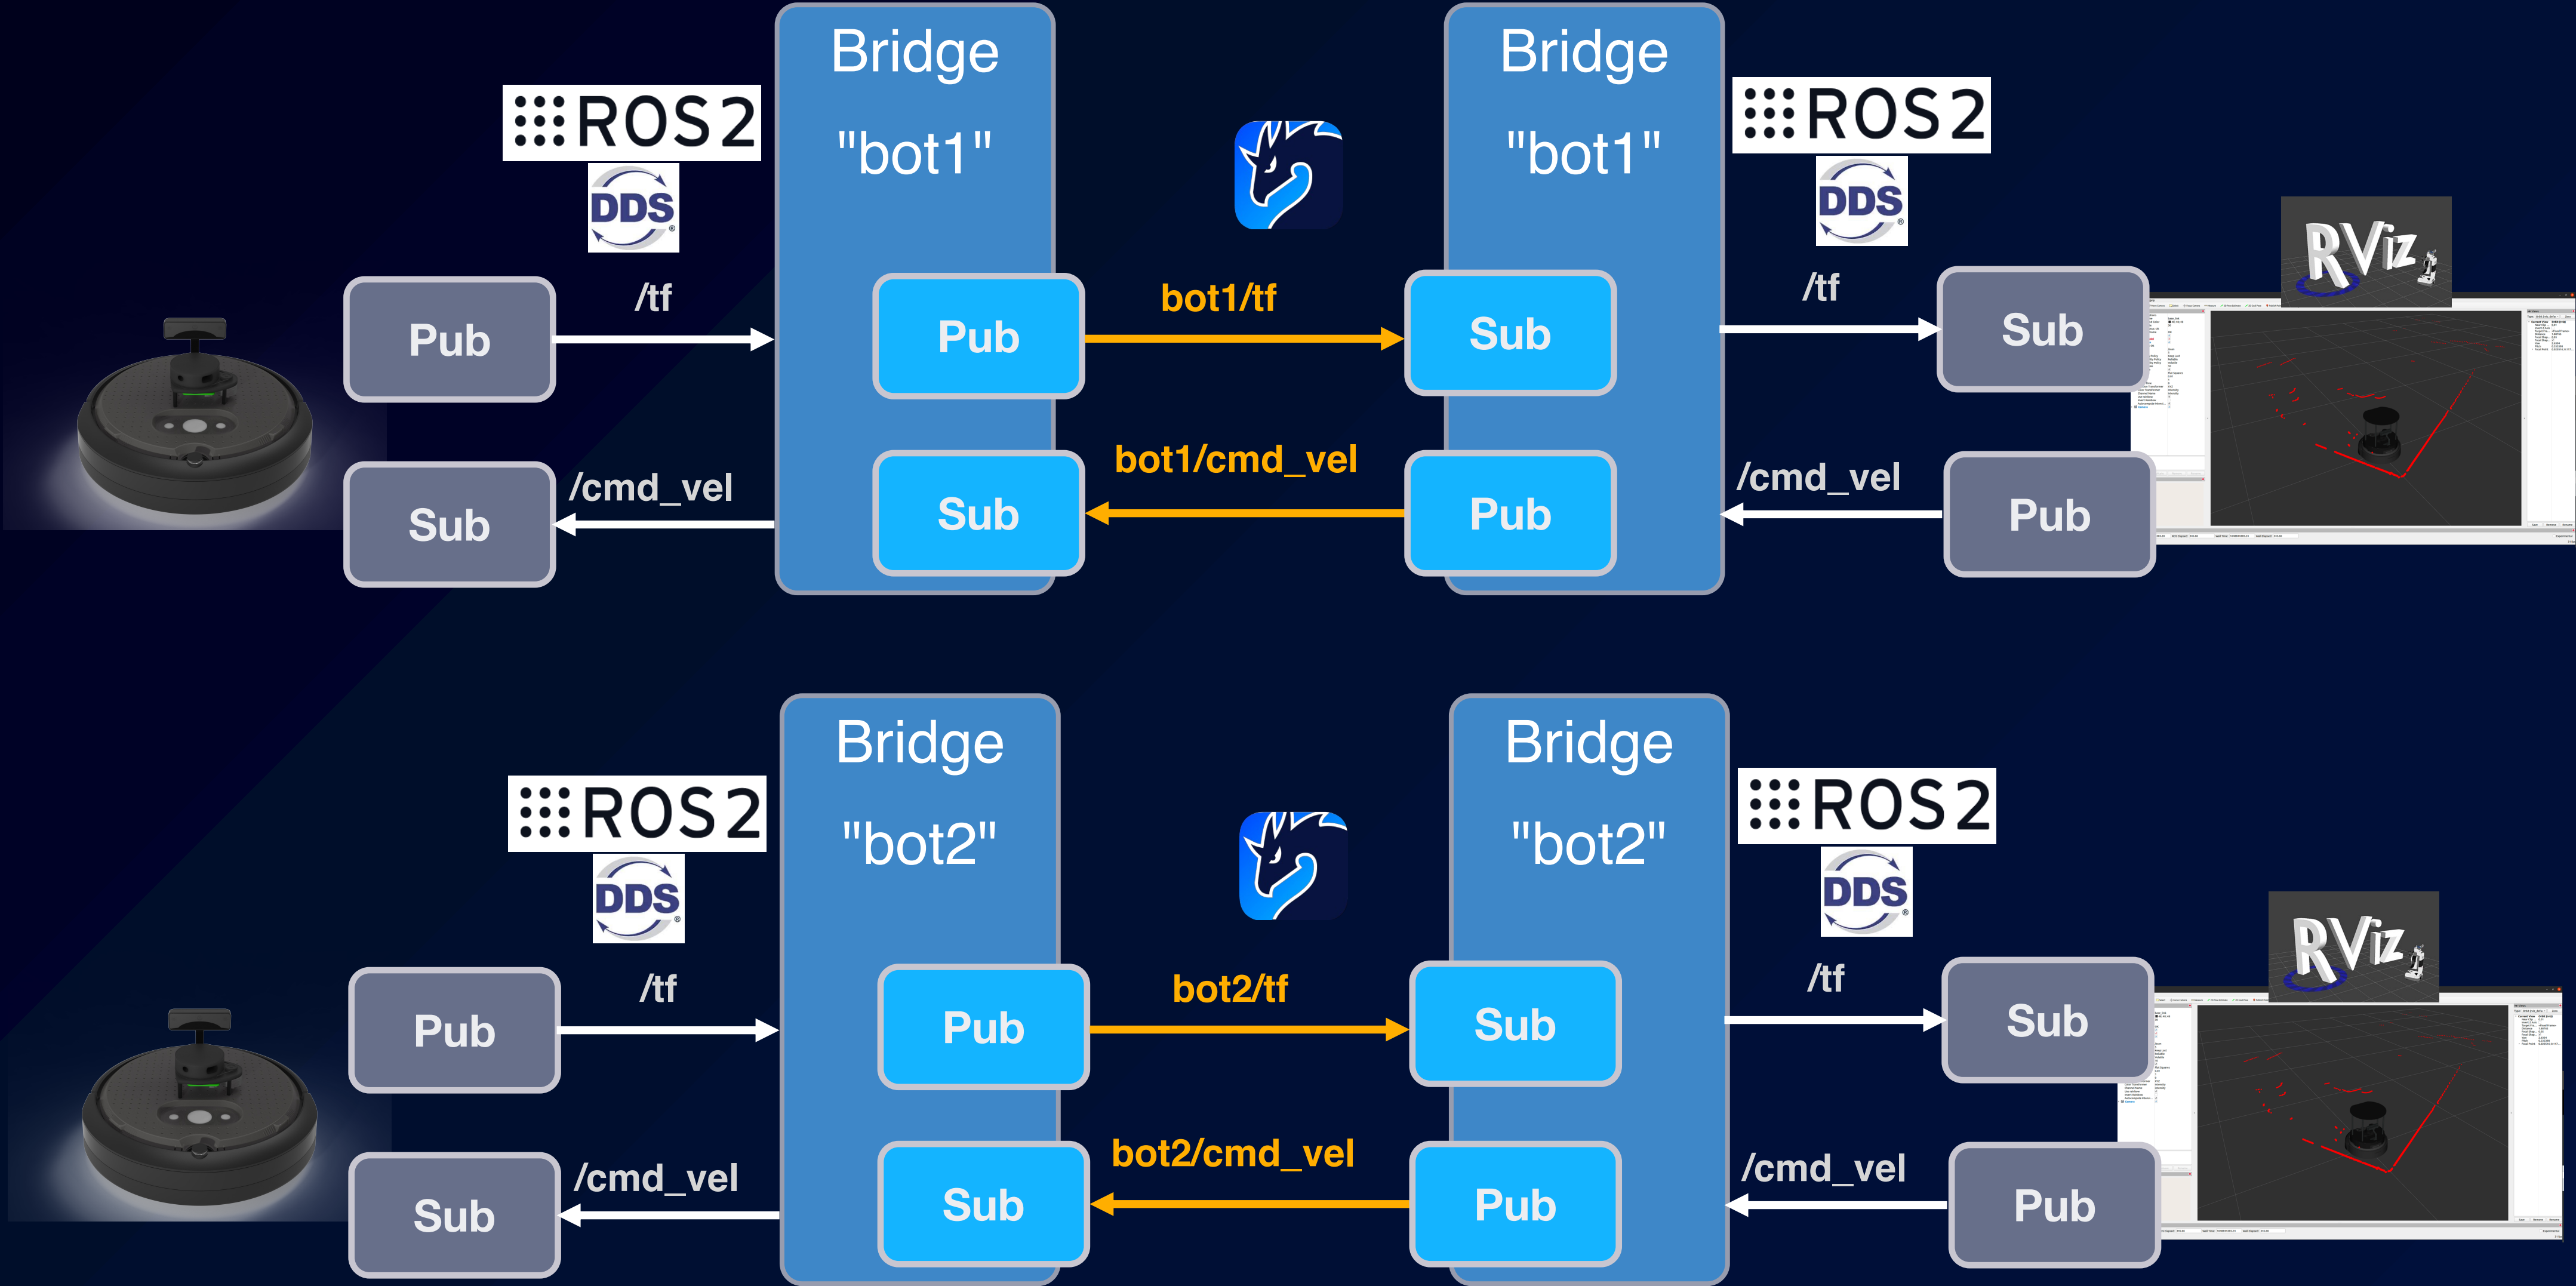 Bridge
"bot1"
Bridge
"bot1"
ROS2
DDS
®
ROS2
DDS
®
RViz
/tf
bot1/tf
/tf
Pub
Pub
Sub
Sub
/cmd_vel
bot1/cmd_vel
/cmd_vel
Sub
Sub
Pub
Pub
Bridge
"bot2"
Bridge
"bot2"
ROS2
DDS
®
ROS2
DDS
®
RViz
/tf
bot2/tf
/tf
Pub
Pub
Sub
Sub
/cmd_vel
bot2/cmd_vel
/cmd_vel
Sub
Sub
Pub
Pub